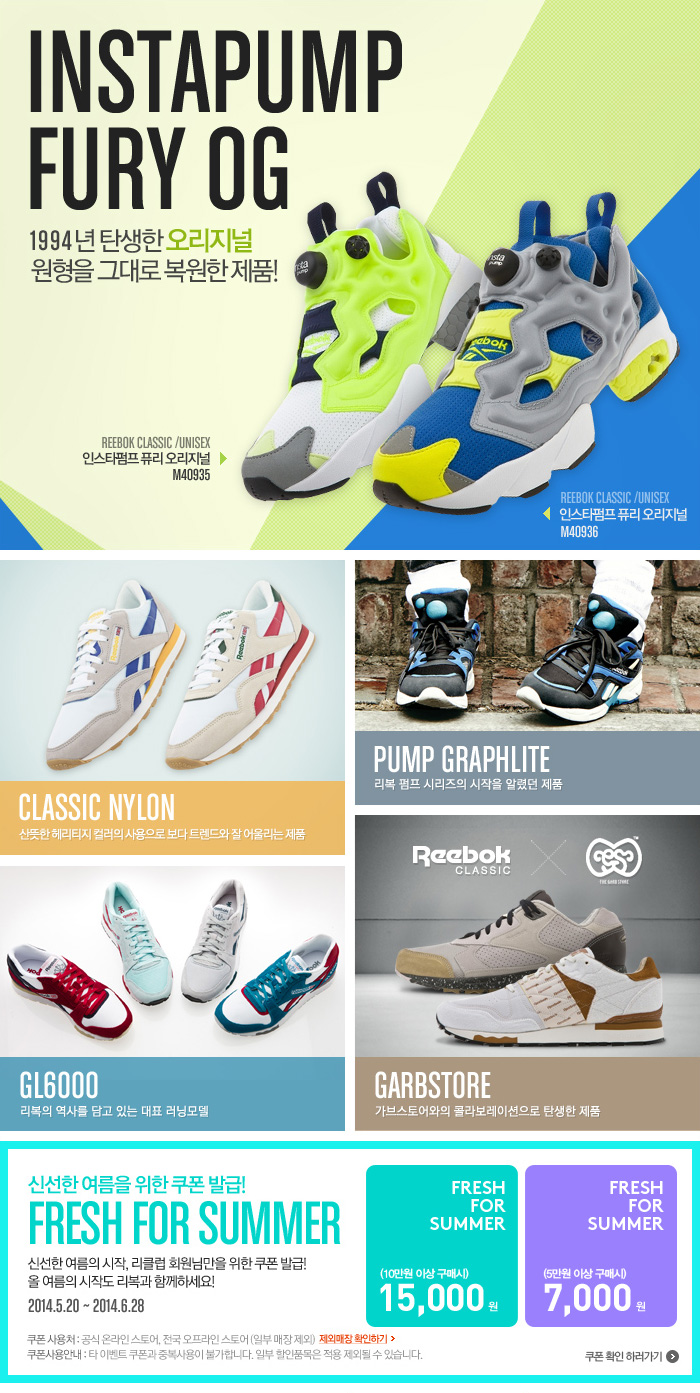 INSTAPUMP
FURY OG
1994년 탄생한 오리지널
원형을 그대로 복원한 제품!
insta
pump
insta
pump
Reebok
REEBOK CLASSIC /UNISEX
인스타펌프 퓨리 오리지널
M40935
REEBOK CLASSIC /UNISEX
인스타펌프 퓨리 오리지널
M40936
Reebok
CLASSIC NYLON
산뜻한 헤리티지 컬러의 사용으로 보다 트렌드와 잘 어울리는 제품
PUMP GRAPHLITE
리복 펌프 시리즈의 시작을 알렸던 제품
Reebok
CLASSIC
THE GARB STORE
TM
Reebok
GL6000
리복의 역사를 담고 있는 대표 러닝모델
GARBSTORE
가브스토어와의 콜라보레이션으로 탄생한 제품
신선한 여름을 위한 쿠폰 발급!
FRESH FOR SUMMER
신선한 여름의 시작, 리클럽 회원님만을 위한 쿠폰 발급!
올 여름의 시작도 리복과 함께하세요!
2014.5.20 ~ 2014.6.28
FRESH
FOR
SUMMER
(10만원 이상 구매시)
15,000 원
FRESH
FOR
SUMMER
(5만원 이상 구매시)
7,000 원
쿠폰 사용처 : 공식 온라인 스토어, 전국 오프라인 스토어 (일부 매장 제외) 제외매장 확인하기 >
쿠폰사용안내 : 타 이벤트 쿠폰과 중복사용이 불가합니다. 일부 할인품목은 적용 제외될 수 있습니다.
쿠폰 확인 하러가기 >